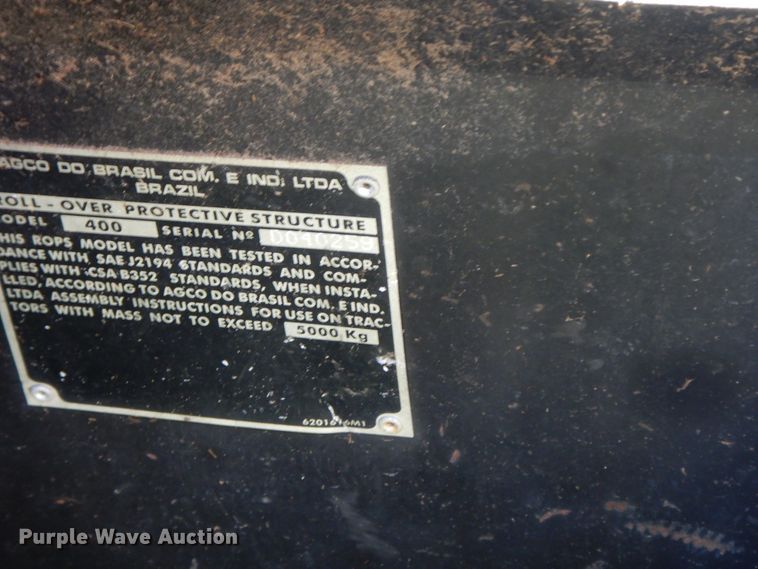 AGCO DO BRASIL COM. E IND. LTDA
BRAZIL
ROLL - OVER PROTECTIVE STRUCTURE
MODEL 400 SERIAL Nº 0040259
THIS ROPS MODEL HAS BEEN TESTED IN ACCOR-
DANCE WITH SAE J2194 STANDARDS AND COM-
PLIES WITH CSA B352 STANDARDS, WHEN INSTA-
LLED, ACCORDING TO AGCO DO BRASIL COM. E IND.
LTDA ASSEMBLY INSTRUCTIONS FOR USE ON TRAC-
TORS WITH MASS NOT TO EXCEED 5000 Kg
6201616M1
Purple Wave Auction